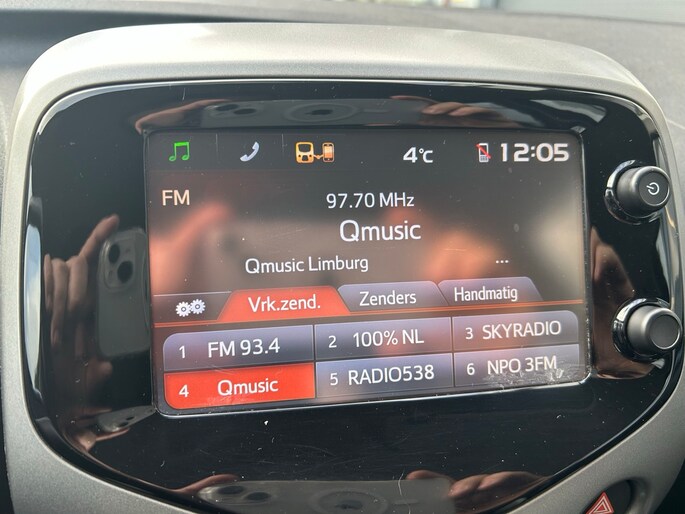 4°C 12:05
FM
97.70 MHz
Qmusic
Qmusic Limburg ...
Vrk.zend. Zenders Handmatig
1 FM 93.4 2 100% NL 3 SKYRADIO
4 Qmusic 5 RADIO538 6 NPO 3FM